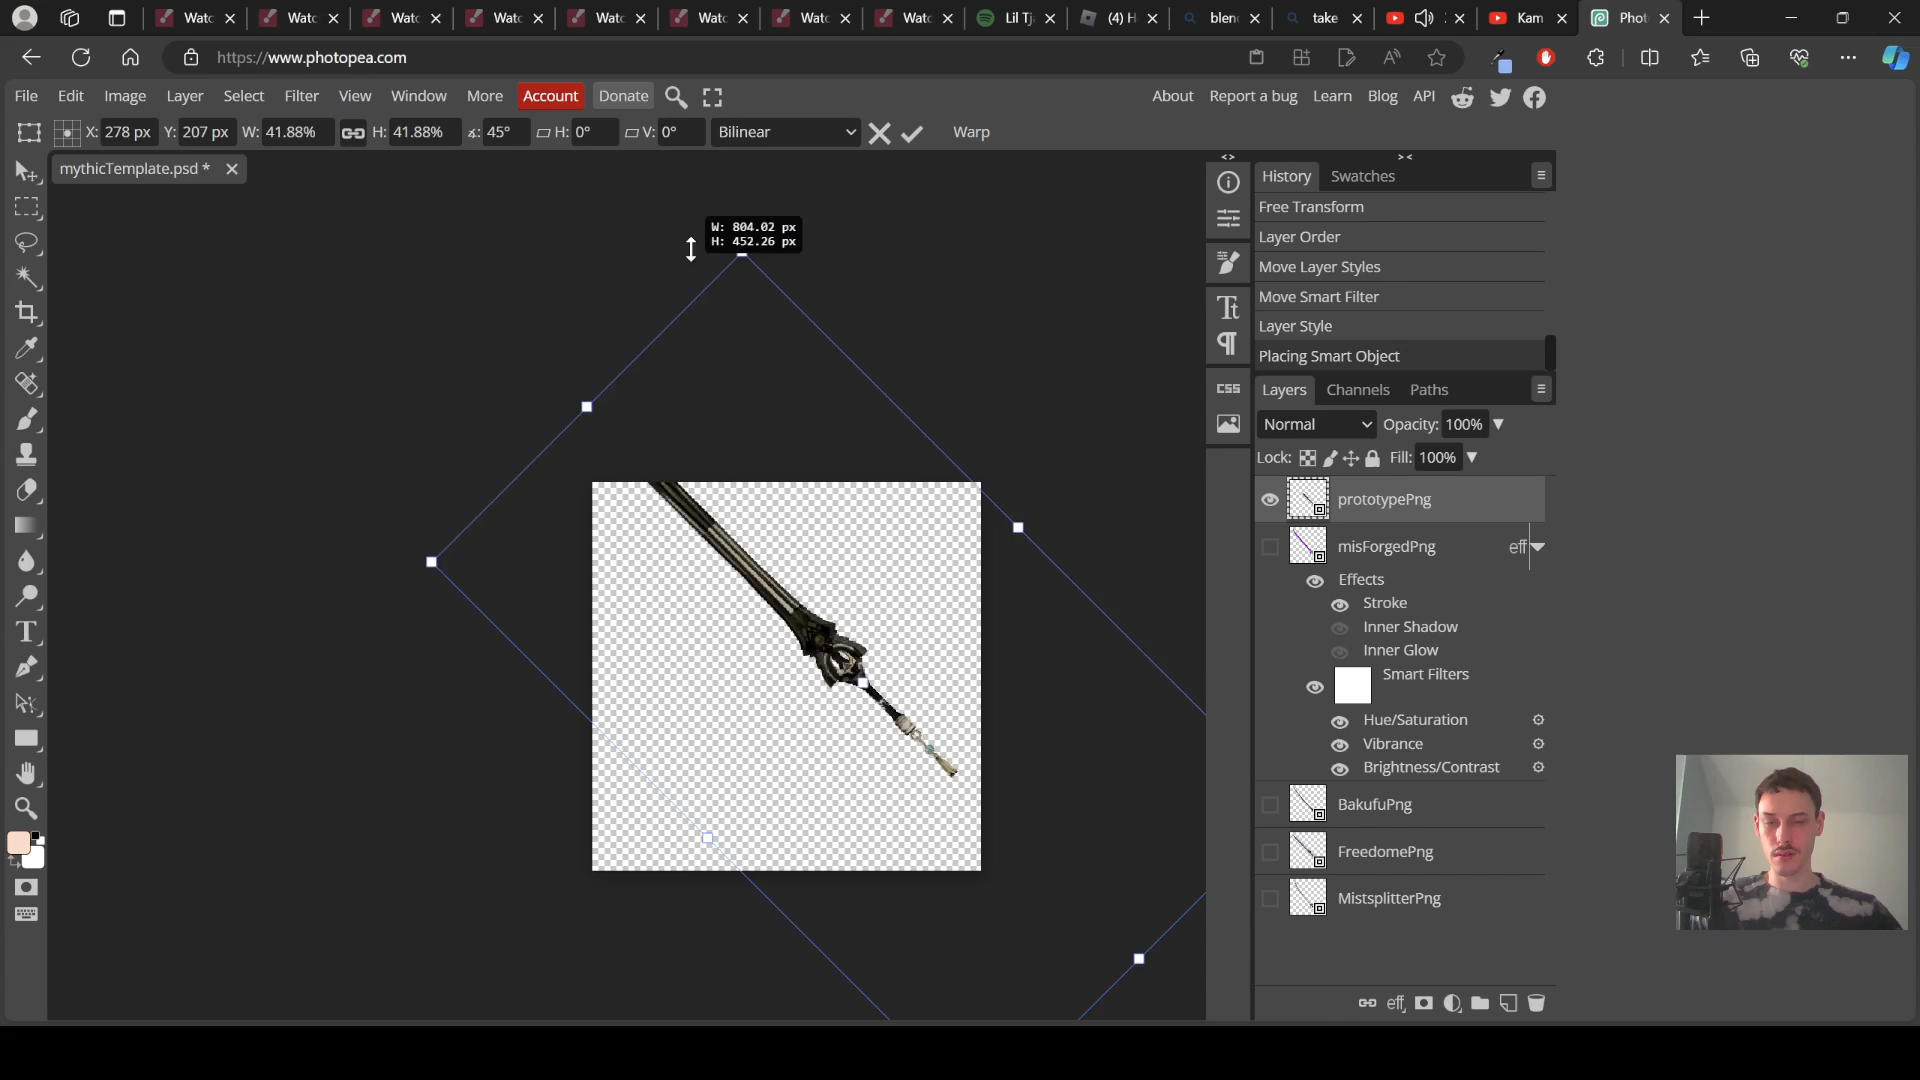 Watc
Watc
Watc
Watc
Watc
Watc
Watc
Watc
Lil Tj
(4) H
blen
take
Kam
Phot
https://www.photopea.com
File Edit Image Layer Select Filter View Window More Account Donate
About Report a bug Learn Blog API
X: 278 px Y: 207 px W: 41.88% H: 41.88% 45° H: 0° V: 0° Bilinear Warp
mythicTemplate.psd *
W: 804.02 px
H: 452.26 px
History Swatches
Free Transform
Layer Order
Move Layer Styles
Move Smart Filter
Layer Style
Placing Smart Object
Layers Channels Paths
Normal Opacity: 100%
Lock: Fill: 100%
prototypePng
misForgedPng eff
Effects
Stroke
Inner Shadow
Inner Glow
Smart Filters
Hue/Saturation
Vibrance
Brightness/Contrast
BakufuPng
FreedomePng
MistsplitterPng
CSS
eff